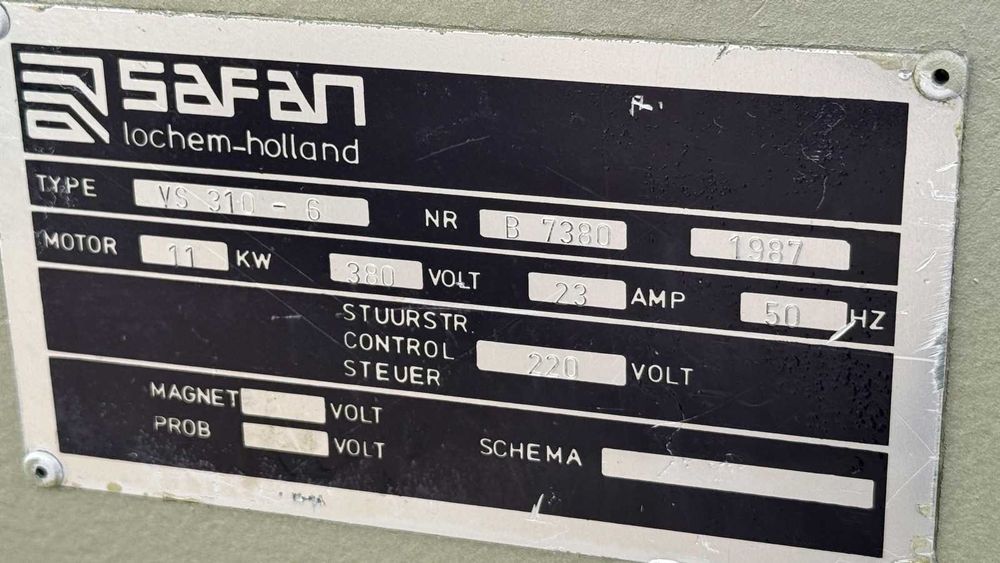 SAFAN
lochem-holland
TYPE VS 310 - 6 NR B 7380 1987
MOTOR 11 KW 380 VOLT 23 AMP 50 HZ
STUURSTR.
CONTROL 220 VOLT
STEUER
MAGNET VOLT
PROB VOLT SCHEMA